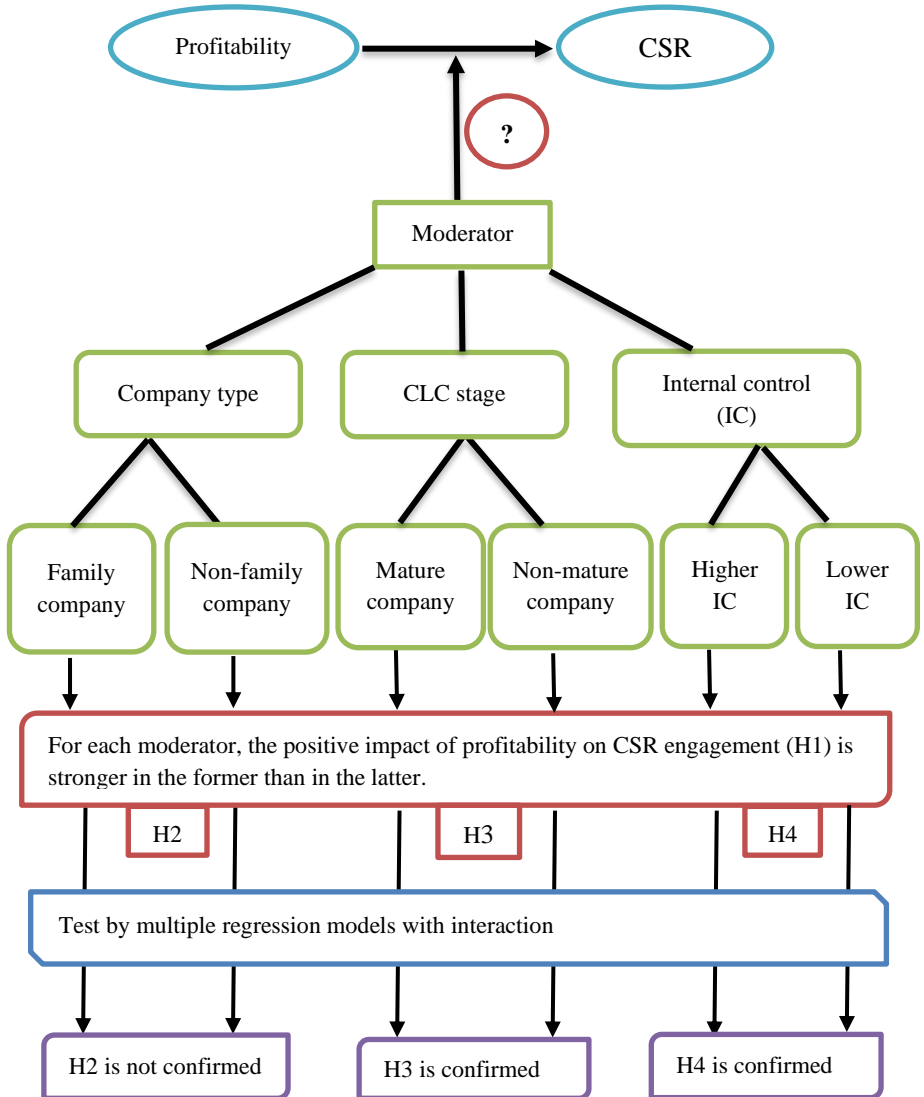 Profitability
CSR
?
Moderator
Company type
CLC stage
Internal control
(IC)
Family
company
Non-family
company
Mature
company
Non-mature
company
Higher
IC
Lower
IC
For each moderator, the positive impact of profitability on CSR engagement (H1) is
stronger in the former than in the latter.
H2
H3
H4
Test by multiple regression models with interaction
H2 is not confirmed
H3 is confirmed
H4 is confirmed